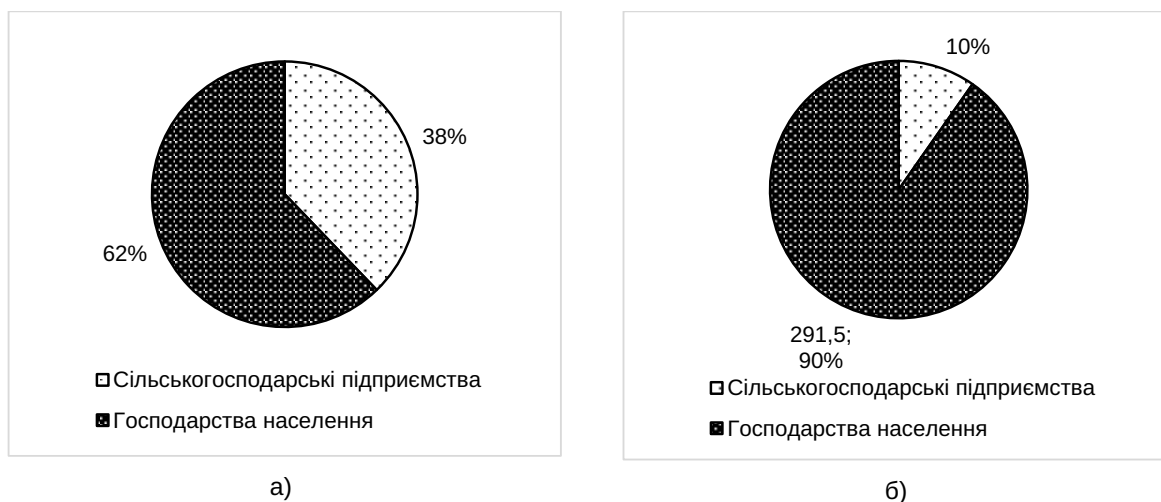 38%
62%
Сільськогосподарські підприємства
Господарства населення
а)
10%
291,5;
90%
Сільськогосподарські підприємства
Господарства населення
б)